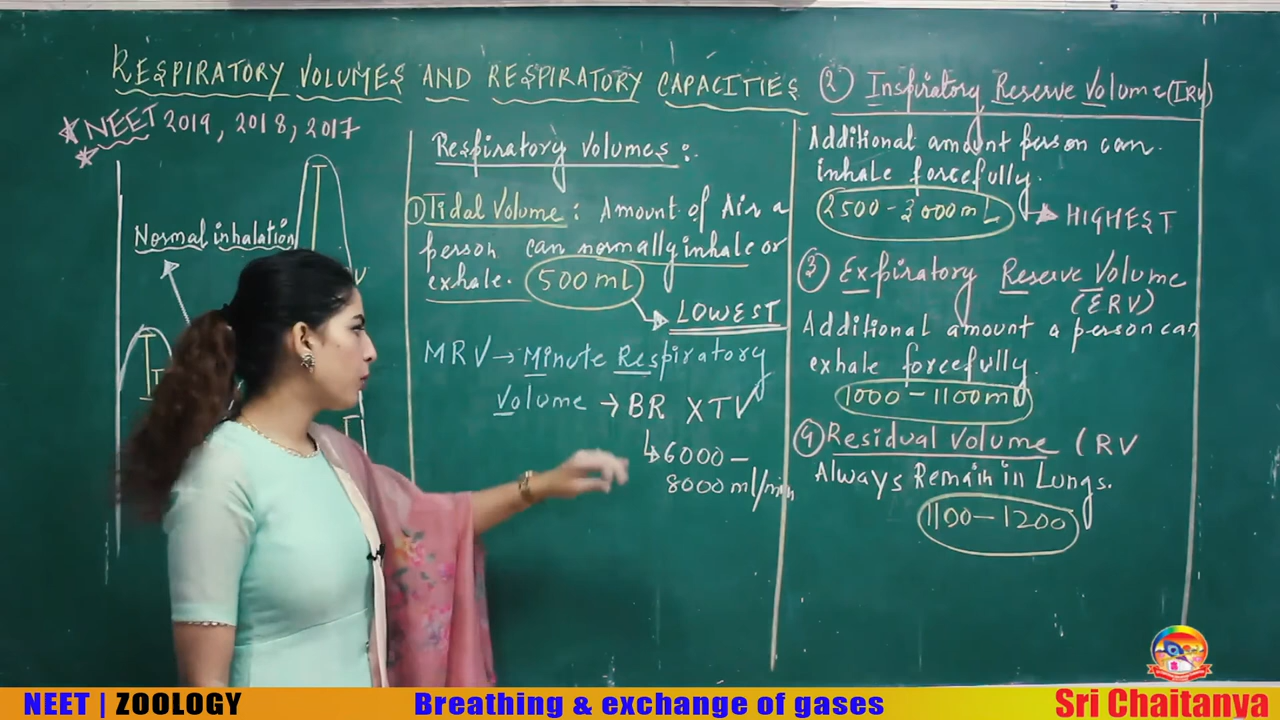 RESPIRATORY VOLUMES AND RESPIRATORY CAPACITIES
NEET 2019, 2018, 2017
Normal inhalation
Respiratory Volumes :
① Tidal Volume : Amount of Air a
person can normally inhale or
exhale. 500 mL
LOWEST
MRV → Minute Respiratory
Volume → BR X TV
↳ 6000 –
8000 ml/min
② Inspiratory Reserve Volume (IRV)
Additional amount person can
inhale forcefully.
2500 - 3000 mL
HIGHEST
③ Expiratory Reserve Volume
(ERV)
Additional amount a person can
exhale forcefully.
1000 – 1100 mL
④ Residual Volume (RV
Always Remain in Lungs.
1100 – 1200
NEET | ZOOLOGY
Breathing & exchange of gases
Sri Chaitanya